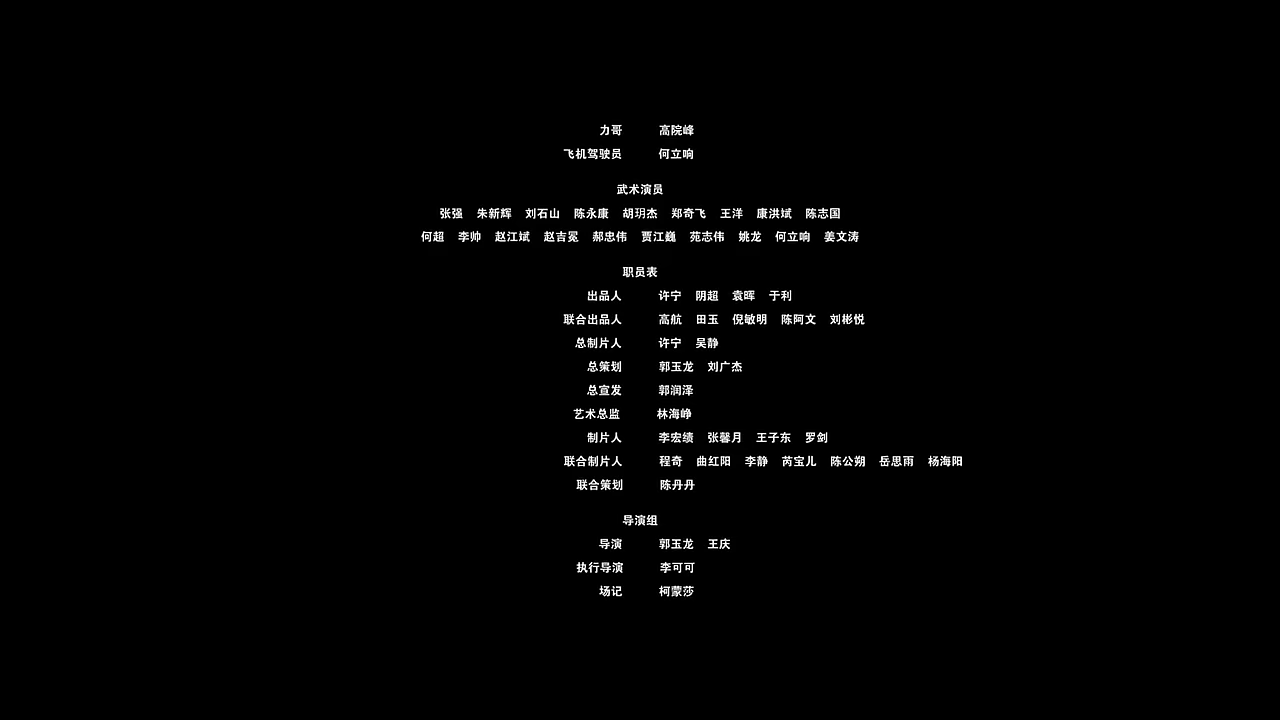 力哥 高院峰
飞机驾驶员 何立响
武术演员
张强 朱新辉 刘石山 陈永康 胡玥杰 郑奇飞 王洋 康洪斌 陈志国
何超 李帅 赵江斌 赵吉冕 郝忠伟 贾江巍 苑志伟 姚龙 何立响 姜文涛
职员表
出品人 许宁 阴超 袁晖 于利
联合出品人 高航 田玉 倪敏明 陈阿文 刘彬悦
总制片人 许宁 吴静
总策划 郭玉龙 刘广杰
总宣发 郭润泽
艺术总监 林海峥
制片人 李宏绩 张馨月 王子东 罗剑
联合制片人 程奇 曲红阳 李静 芮宝儿 陈公朔 岳思雨 杨海阳
联合策划 陈丹丹
导演组
导演 郭玉龙 王庆
执行导演 李可可
场记 柯蒙莎